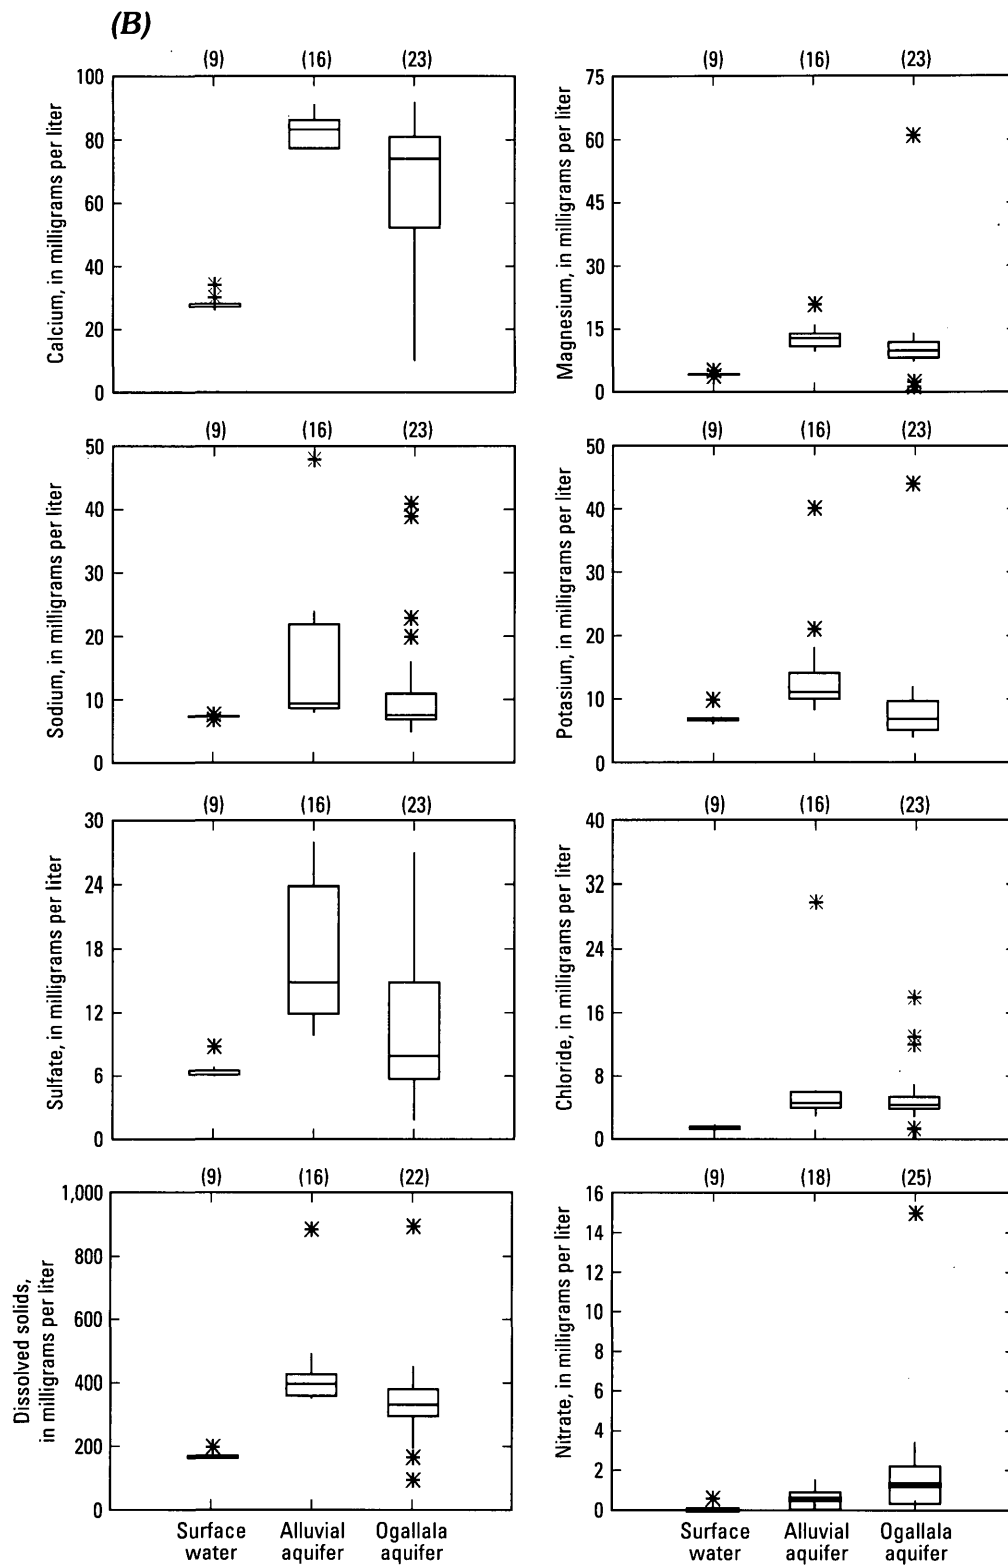 (B)
(9) (16) (23)
100
80
60
40
20
0
Calcium, in milligrams per liter
(9) (16) (23)
75
60
45
30
15
0
Magnesium, in milligrams per liter
(9) (16) (23)
50
40
30
20
10
0
Sodium, in milligrams per liter
(9) (16) (23)
50
40
30
20
10
0
Potasium, in milligrams per liter
(9) (16) (23)
30
24
18
12
6
0
Sulfate, in milligrams per liter
(9) (16) (23)
40
32
24
16
8
0
Chloride, in milligrams per liter
(9) (16) (22)
1,000
800
600
400
200
0
Dissolved solids,
in milligrams per liter
Surface Alluvial Ogallala
water aquifer aquifer
(9) (18) (25)
16
14
12
10
8
6
4
2
0
Nitrate, in milligrams per liter
Surface Alluvial Ogallala
water aquifer aquifer